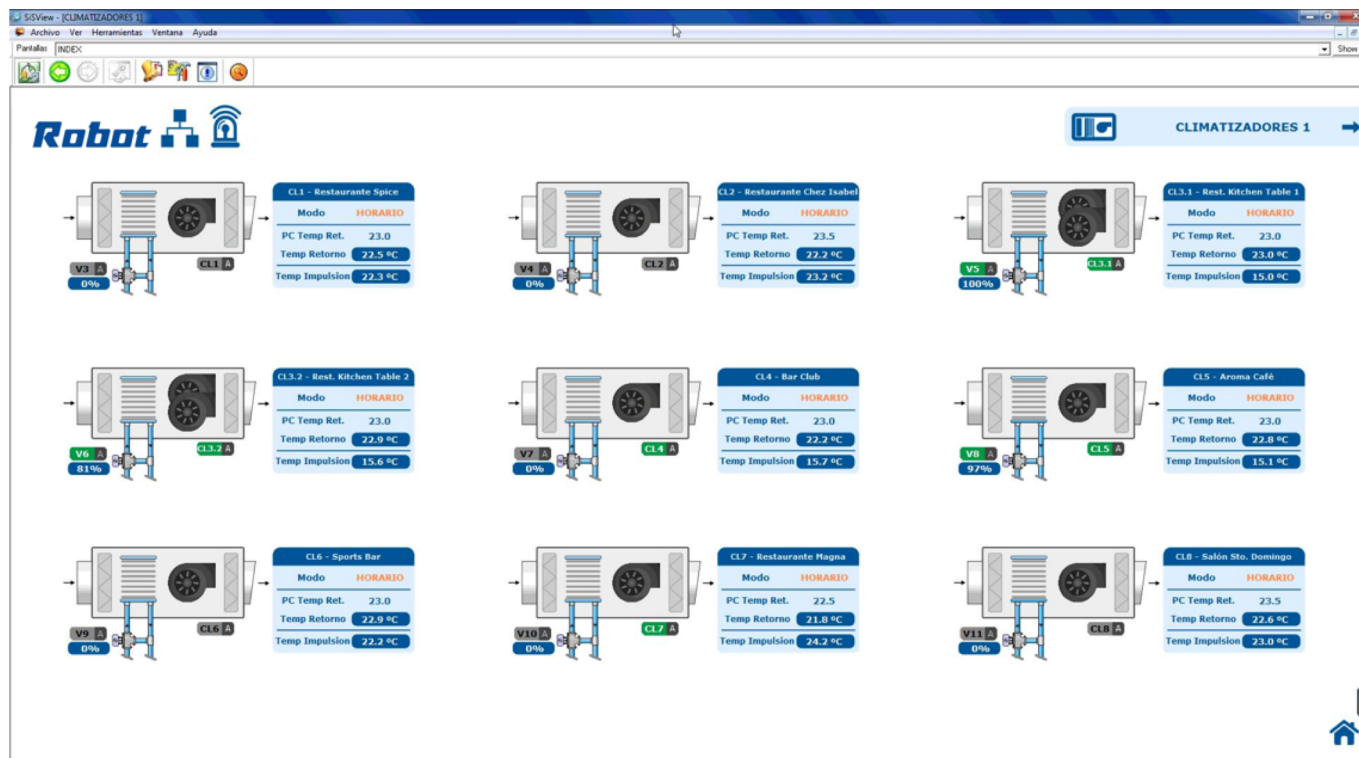 SiSView - [CLIMATIZADORES 1]
Archivo Ver Herramientas Ventana Ayuda
Pantallas INDEX Show
Robot
CLIMATIZADORES 1
CL1 - Restaurante Spice
Modo HORARIO
PC Temp Ret. 23.0
Temp Retorno 22.5 ºC
Temp Impulsion 22.3 ºC
V3 A
0%
CL1 A
CL2 - Restaurante Chez Isabel
Modo HORARIO
PC Temp Ret. 23.5
Temp Retorno 22.2 ºC
Temp Impulsion 23.2 ºC
V4 A
0%
CL2 A
CL3.1 - Rest. Kitchen Table 1
Modo HORARIO
PC Temp Ret. 23.0
Temp Retorno 23.0 ºC
Temp Impulsion 15.0 ºC
V5 A
100%
CL3.1 A
CL3.2 - Rest. Kitchen Table 2
Modo HORARIO
PC Temp Ret. 23.0
Temp Retorno 22.9 ºC
Temp Impulsion 15.6 ºC
V6 A
81%
CL3.2 A
CL4 - Bar Club
Modo HORARIO
PC Temp Ret. 23.0
Temp Retorno 22.2 ºC
Temp Impulsion 15.7 ºC
V7 A
0%
CL4 A
CL5 - Aroma Café
Modo HORARIO
PC Temp Ret. 23.0
Temp Retorno 22.8 ºC
Temp Impulsion 15.1 ºC
V8 A
97%
CL5 A
CL6 - Sports Bar
Modo HORARIO
PC Temp Ret. 23.0
Temp Retorno 22.9 ºC
Temp Impulsion 22.2 ºC
V9 A
0%
CL6 A
CL7 - Restaurante Magna
Modo HORARIO
PC Temp Ret. 22.5
Temp Retorno 21.8 ºC
Temp Impulsion 24.2 ºC
V10 A
0%
CL7 A
CL8 - Salón Sto. Domingo
Modo HORARIO
PC Temp Ret. 23.5
Temp Retorno 22.6 ºC
Temp Impulsion 23.0 ºC
V11 A
0%
CL8 A